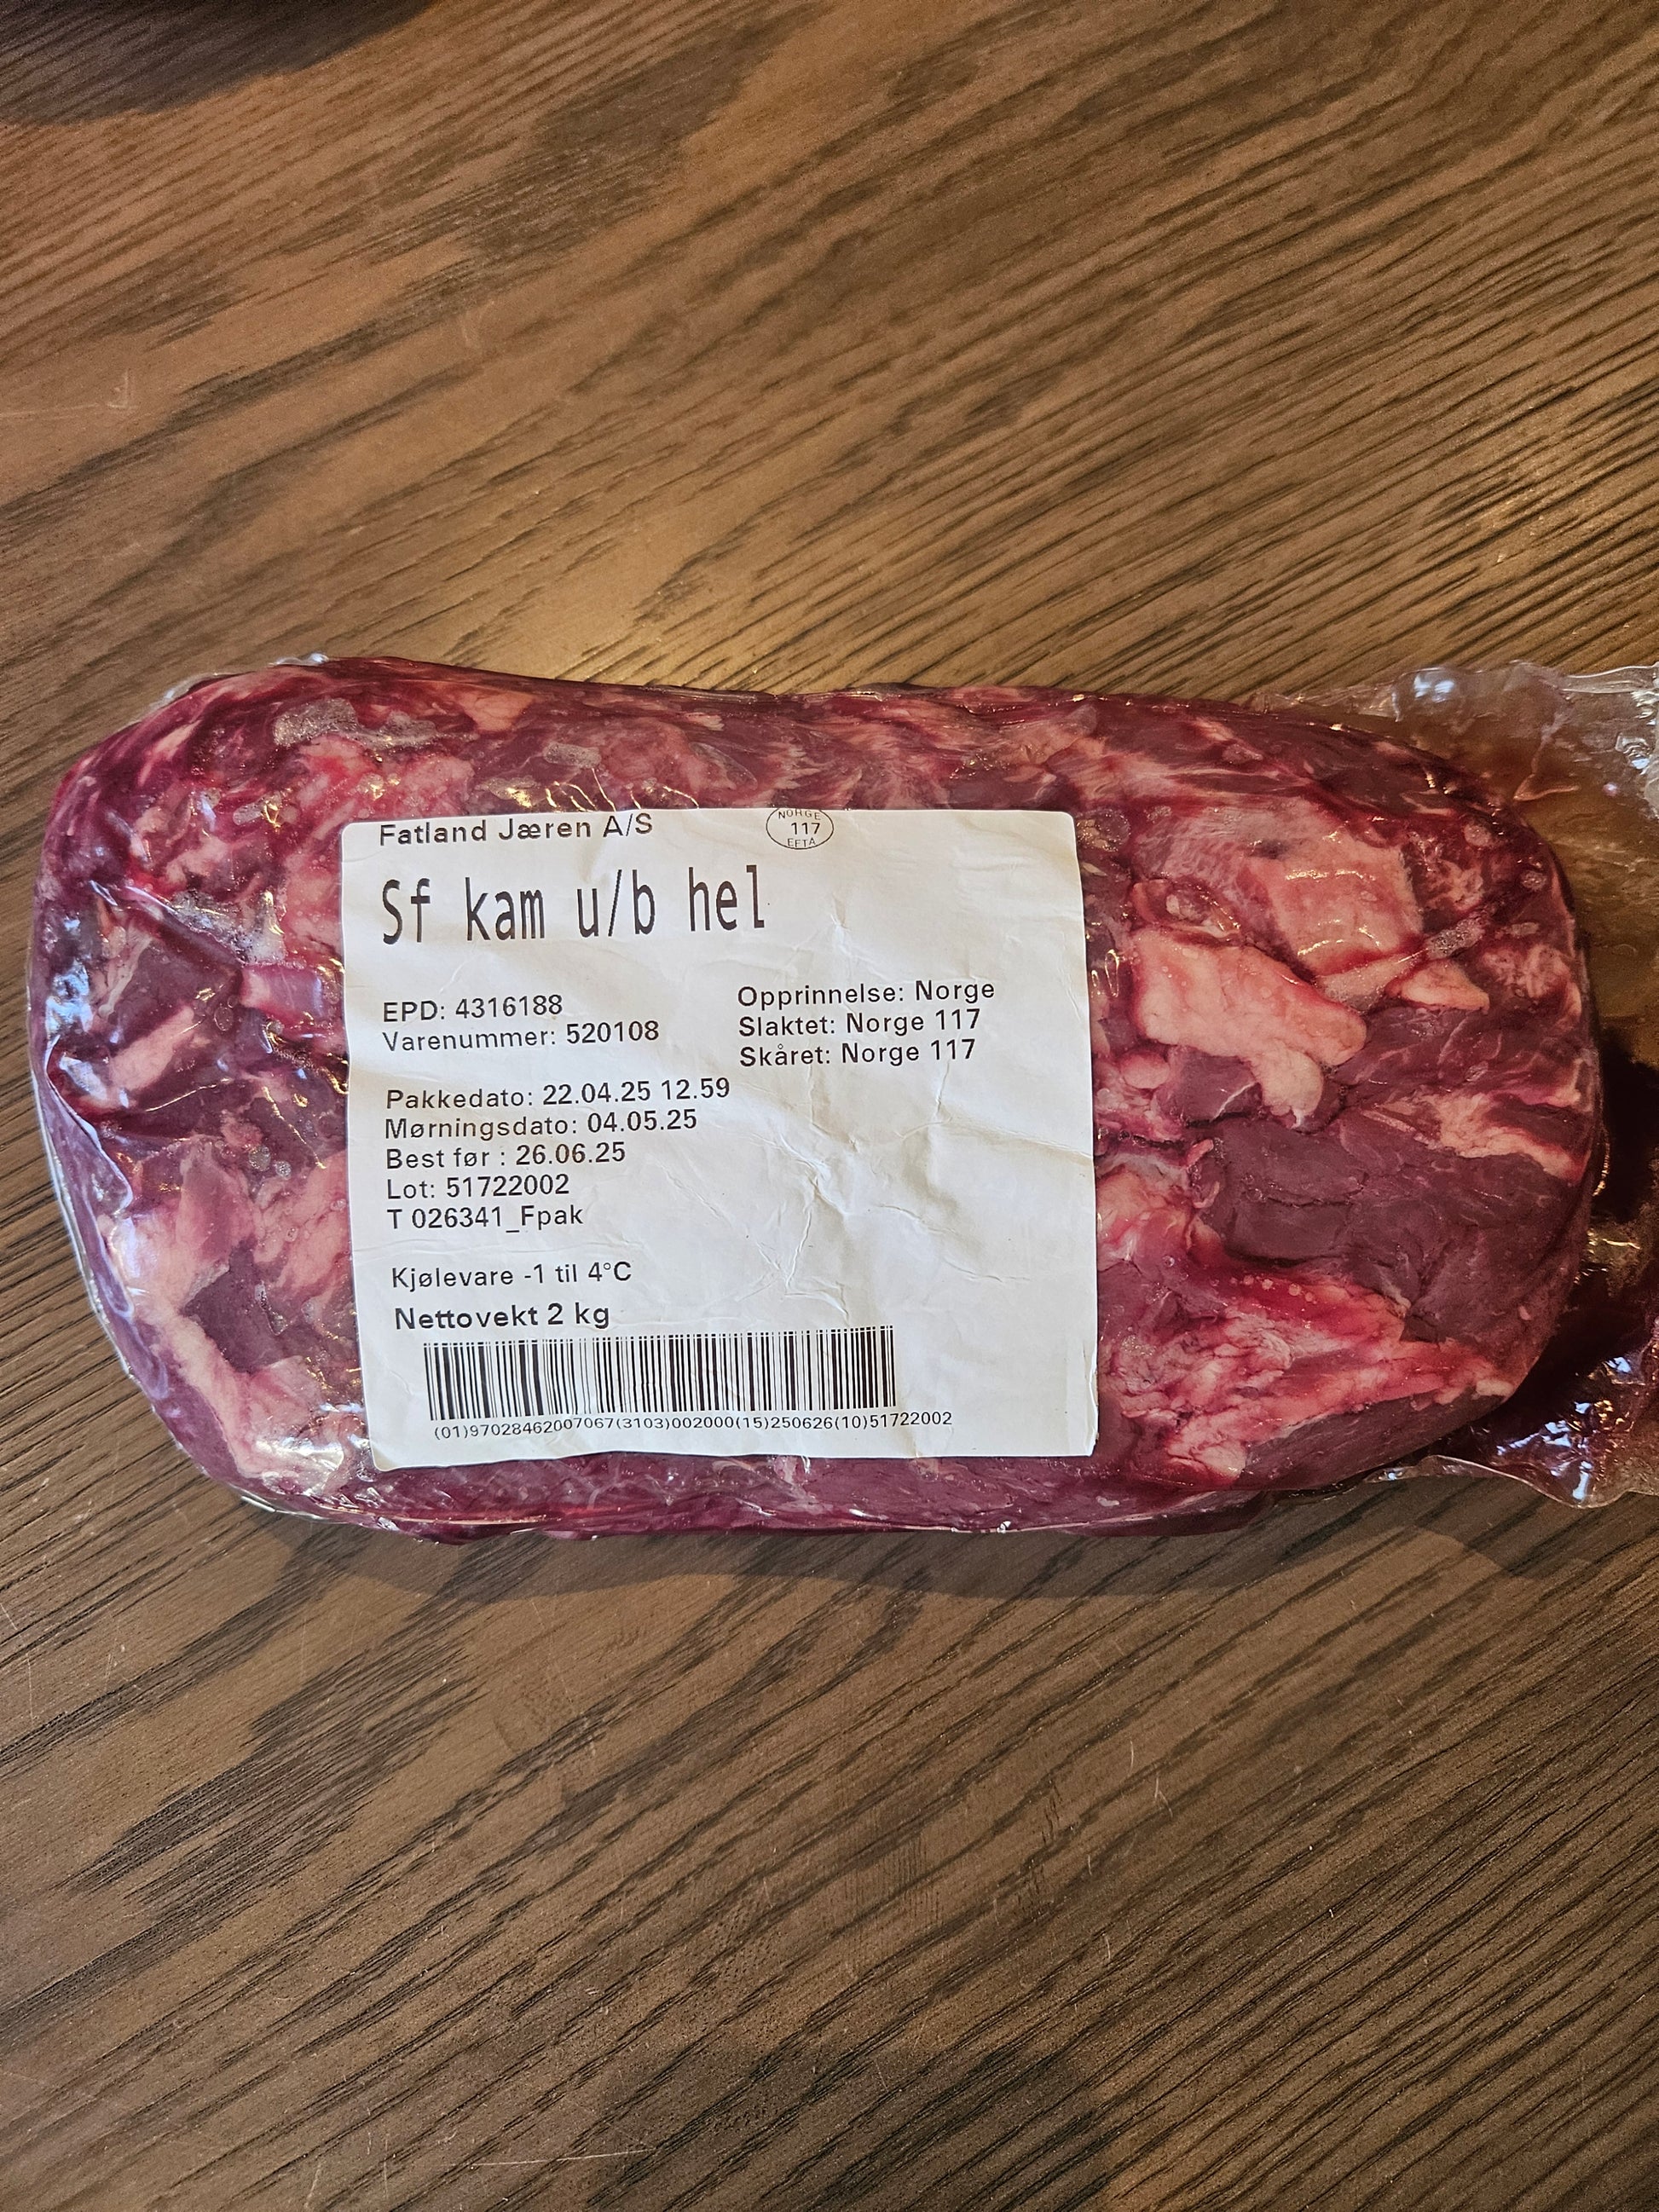 Fatland Jæren A/S
NORGE
117
EFTA
Sf kam u/b hel
EPD: 4316188
Varenummer: 520108
Opprinnelse: Norge
Slaktet: Norge 117
Skåret: Norge 117
Pakkedato: 22.04.25 12.59
Mørningsdato: 04.05.25
Best før : 26.06.25
Lot: 51722002
T 026341_Fpak
Kjølevare -1 til 4°C
Nettovekt 2 kg
(01)97028462007067(3103)002000(15)250626(10)51722002